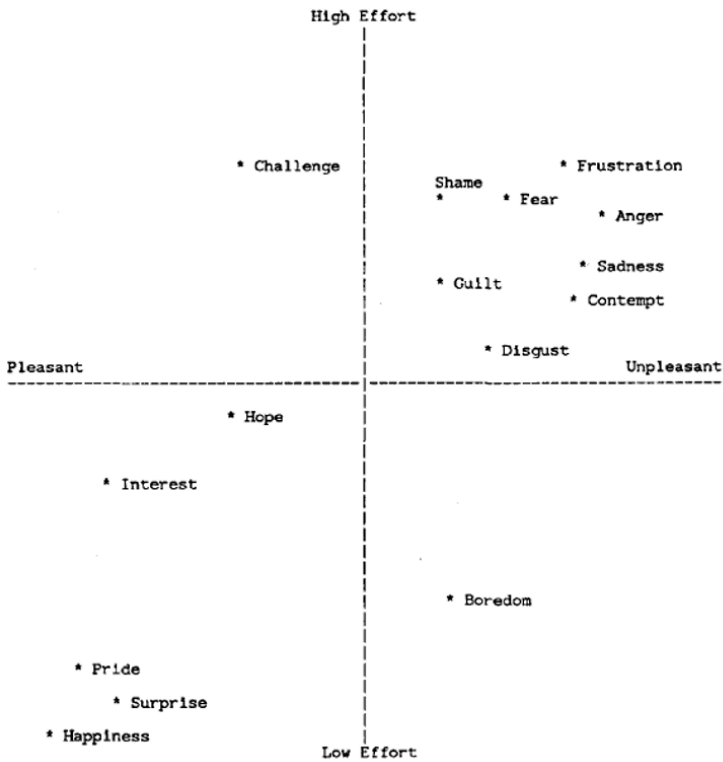 High Effort
* Challenge
* Frustration
Shame
*
* Fear
* Anger
* Sadness
* Guilt
* Contempt
* Disgust
Pleasant
Unpleasant
* Hope
* Interest
* Boredom
* Pride
* Surprise
* Happiness
Low Effort